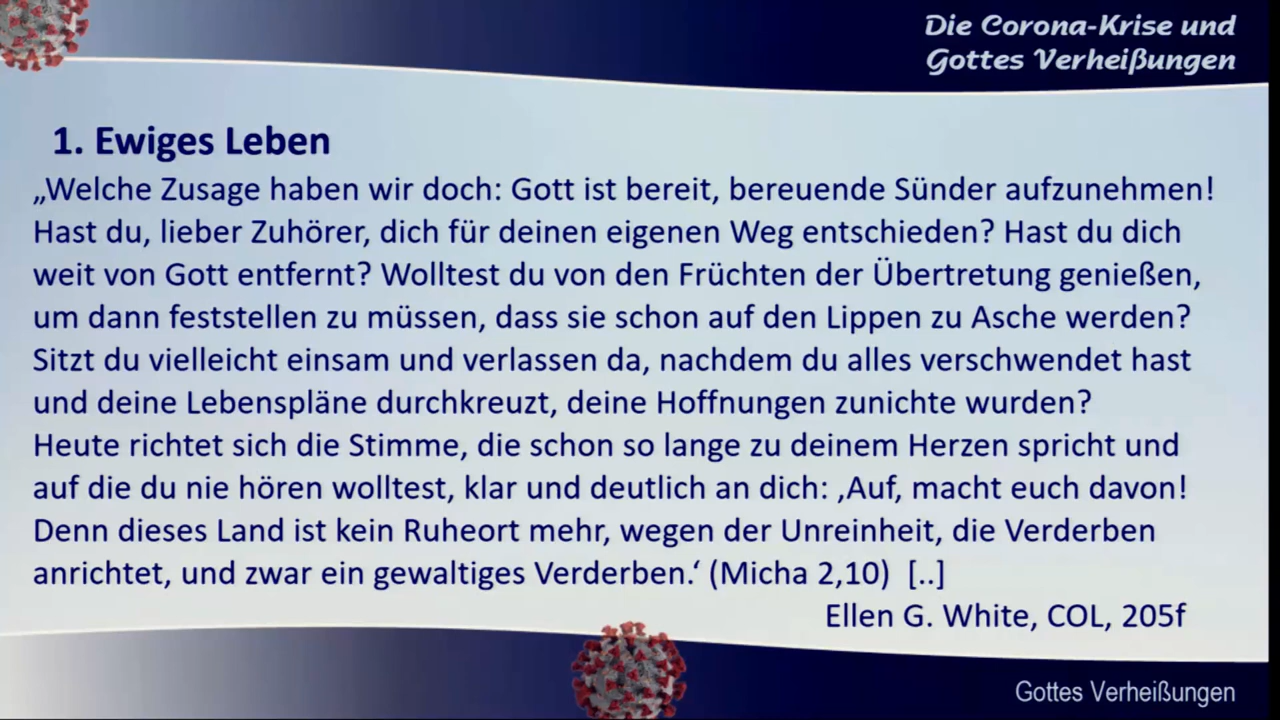 Die Corona-Krise und
Gottes Verheißungen
1. Ewiges Leben
„Welche Zusage haben wir doch: Gott ist bereit, bereuende Sünder aufzunehmen!
Hast du, lieber Zuhörer, dich für deinen eigenen Weg entschieden? Hast du dich
weit von Gott entfernt? Wolltest du von den Früchten der Übertretung genießen,
um dann feststellen zu müssen, dass sie schon auf den Lippen zu Asche werden?
Sitzt du vielleicht einsam und verlassen da, nachdem du alles verschwendet hast
und deine Lebenspläne durchkreuzt, deine Hoffnungen zunichte wurden?
Heute richtet sich die Stimme, die schon so lange zu deinem Herzen spricht und
auf die du nie hören wolltest, klar und deutlich an dich: ‚Auf, macht euch davon!
Denn dieses Land ist kein Ruheort mehr, wegen der Unreinheit, die Verderben
anrichtet, und zwar ein gewaltiges Verderben.‘ (Micha 2,10) [..]
Ellen G. White, COL, 205f
Gottes Verheißungen